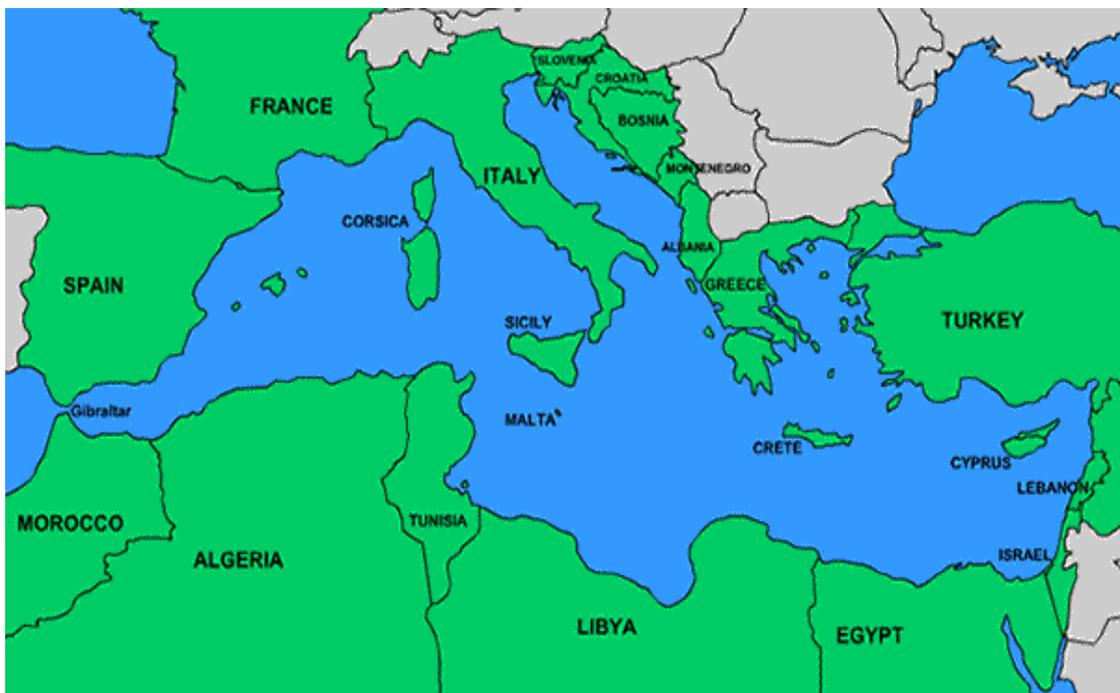 SLOVENIA
CROATIA
FRANCE
BOSNIA
MONTENEGRO
ITALY
CORSICA
ALBANIA
SPAIN
GREECE
SICILY
TURKEY
Gibraltar
MALTA
CRETE
CYPRUS
LEBANON
MOROCCO
TUNISIA
ISRAEL
ALGERIA
LIBYA
EGYPT